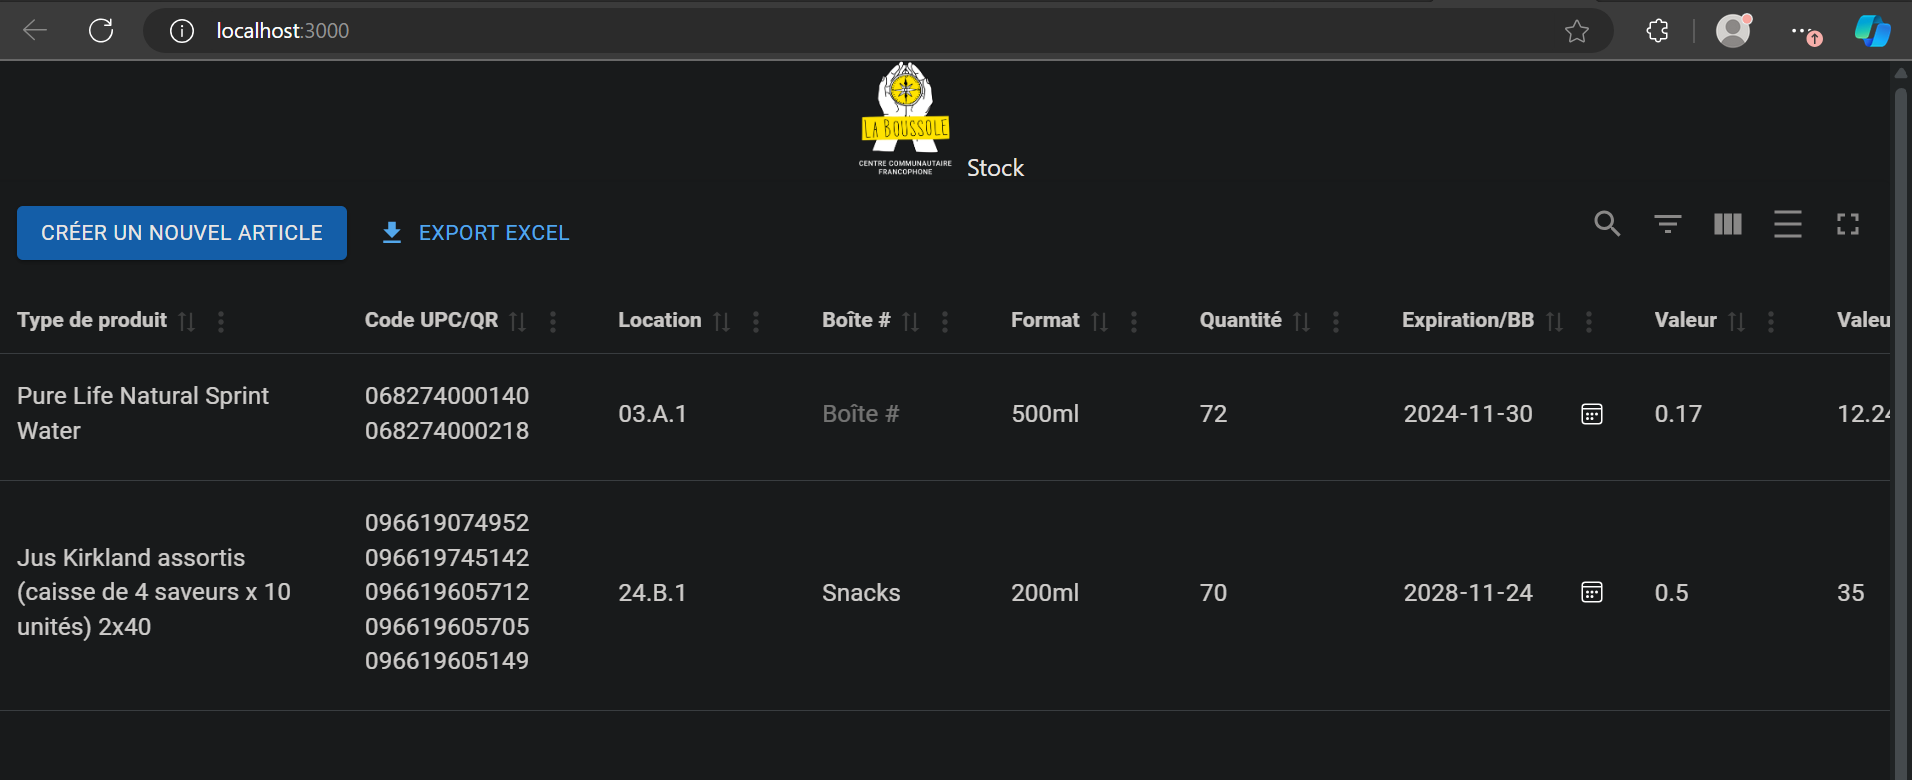 localhost:3000
LA BOUSSOLE
CENTRE COMMUNAUTAIRE
FRANCOPHONE
Stock
CRÉER UN NOUVEL ARTICLE
EXPORT EXCEL
Type de produit Code UPC/QR Location Boîte # Format Quantité Expiration/BB Valeur Valeu
Pure Life Natural Sprint
Water
068274000140
068274000218
03.A.1
Boîte #
500ml
72
2024-11-30
0.17
12.24
Jus Kirkland assortis
(caisse de 4 saveurs x 10
unités) 2x40
096619074952
096619745142
096619605712
096619605705
096619605149
24.B.1
Snacks
200ml
70
2028-11-24
0.5
35